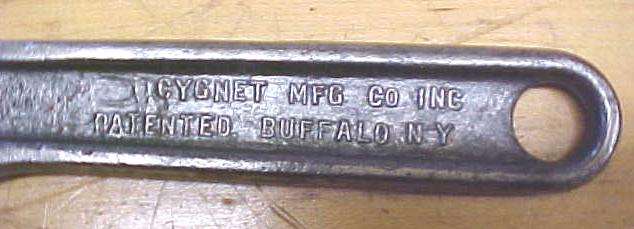 CYGNET MFG CO INC
PATENTED BUFFALO N-Y